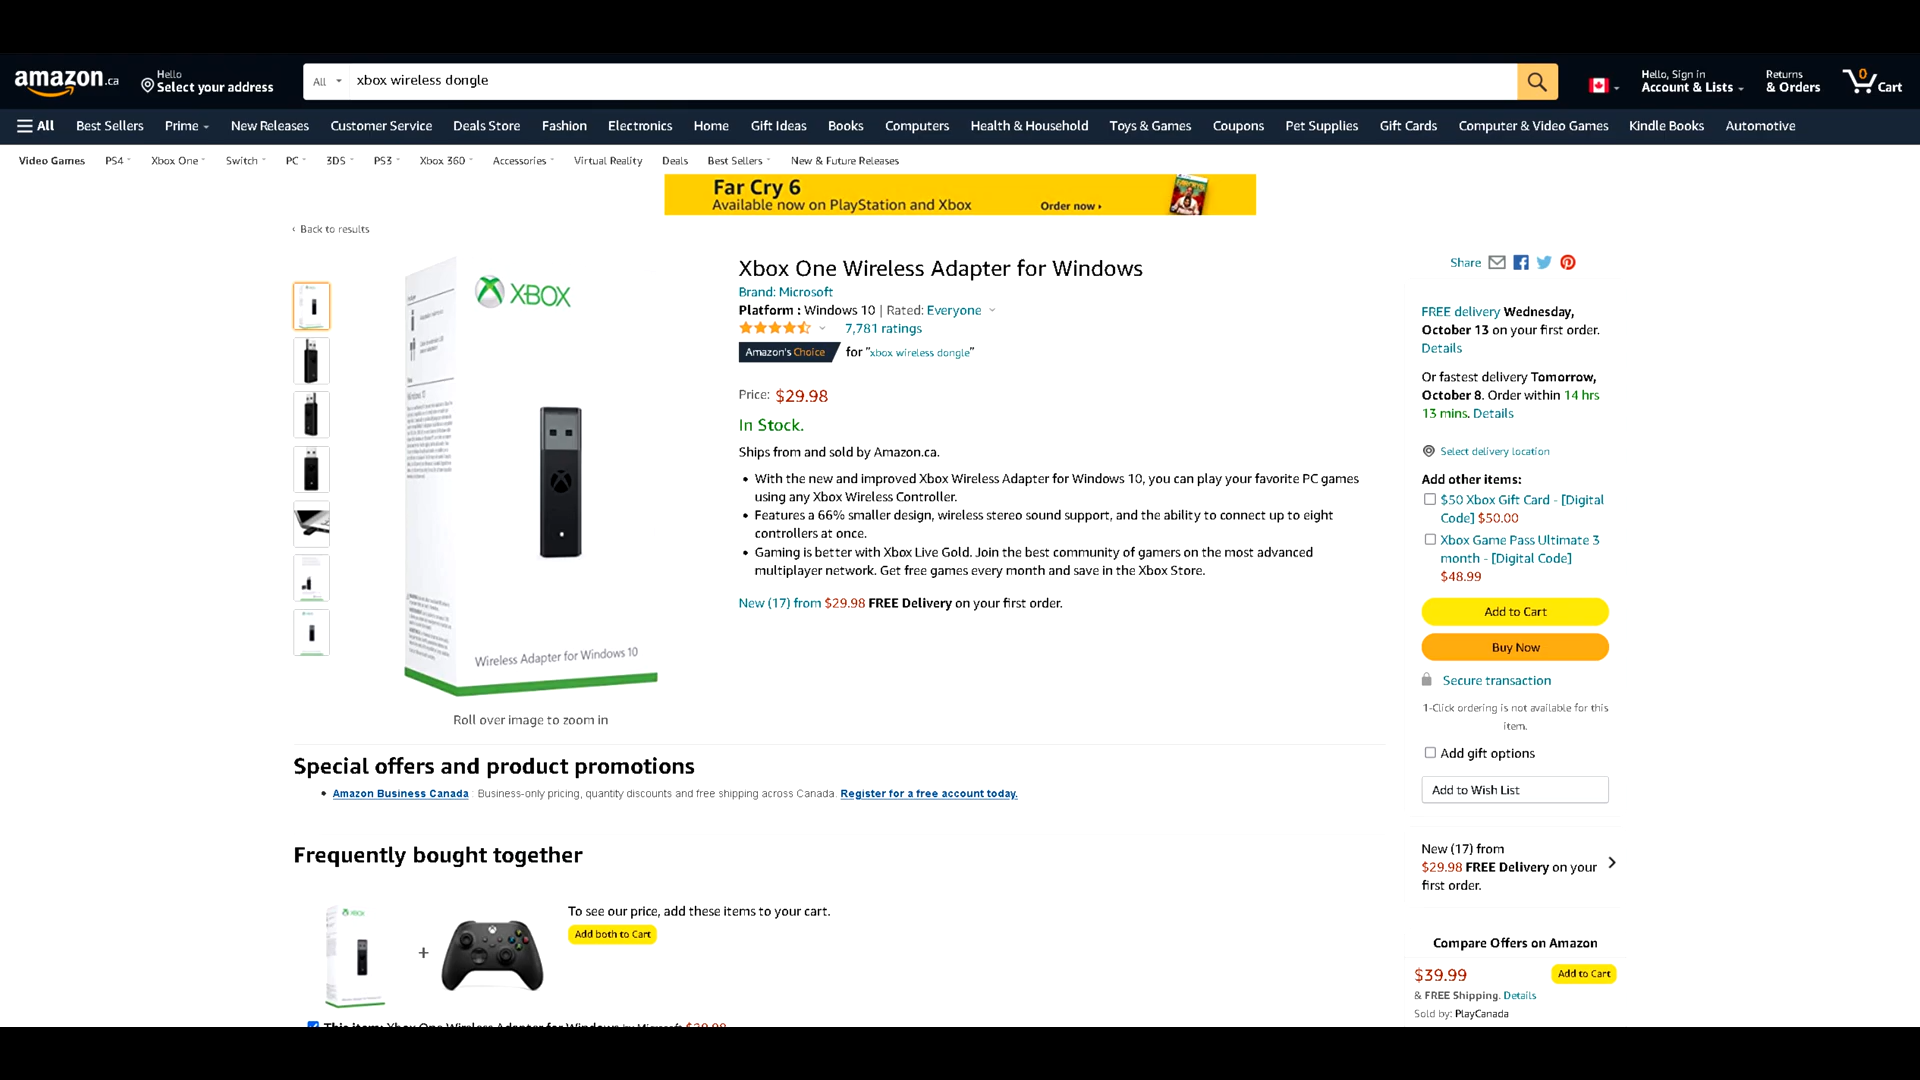 amazon.ca
Hello
Select your address
All
xbox wireless dongle
Hello, Sign in
Account & Lists
Returns
& Orders
0
Cart
All
Best Sellers
Prime
New Releases
Customer Service
Deals Store
Fashion
Electronics
Home
Gift Ideas
Books
Computers
Health & Household
Toys & Games
Coupons
Pet Supplies
Gift Cards
Computer & Video Games
Kindle Books
Automotive
Video Games
PS4
Xbox One
Switch
PC
3DS
PS3
Xbox 360
Accessories
Virtual Reality
Deals
Best Sellers
New & Future Releases
Far Cry 6
Available now on PlayStation and Xbox
Order now ›
‹ Back to results
XBOX
Windows 10
Wireless Adapter for Windows 10
Roll over image to zoom in
Xbox One Wireless Adapter for Windows
Brand: Microsoft
Platform : Windows 10 | Rated: Everyone
7,781 ratings
Amazon's Choice for "xbox wireless dongle"
Price: $29.98
In Stock.
Ships from and sold by Amazon.ca.
• With the new and improved Xbox Wireless Adapter for Windows 10, you can play your favorite PC games
using any Xbox Wireless Controller.
• Features a 66% smaller design, wireless stereo sound support, and the ability to connect up to eight
controllers at once.
• Gaming is better with Xbox Live Gold. Join the best community of gamers on the most advanced
multiplayer network. Get free games every month and save in the Xbox Store.
New (17) from $29.98 FREE Delivery on your first order.
Share
FREE delivery Wednesday,
October 13 on your first order.
Details
Or fastest delivery Tomorrow,
October 8. Order within 14 hrs
13 mins. Details
Select delivery location
Add other items:
$50 Xbox Gift Card - [Digital
Code] $50.00
Xbox Game Pass Ultimate 3
month - [Digital Code]
$48.99
Add to Cart
Buy Now
Secure transaction
1-Click ordering is not available for this
item.
Add gift options
Add to Wish List
New (17) from
$29.98 FREE Delivery on your
first order.
Compare Offers on Amazon
$39.99
Add to Cart
& FREE Shipping. Details
Sold by: PlayCanada
Special offers and product promotions
• Amazon Business Canada : Business-only pricing, quantity discounts and free shipping across Canada. Register for a free account today.
Frequently bought together
XBOX
+
To see our price, add these items to your cart.
Add both to Cart
This item: Xbox One Wireless Adapter for Windows by Microsoft $29.98